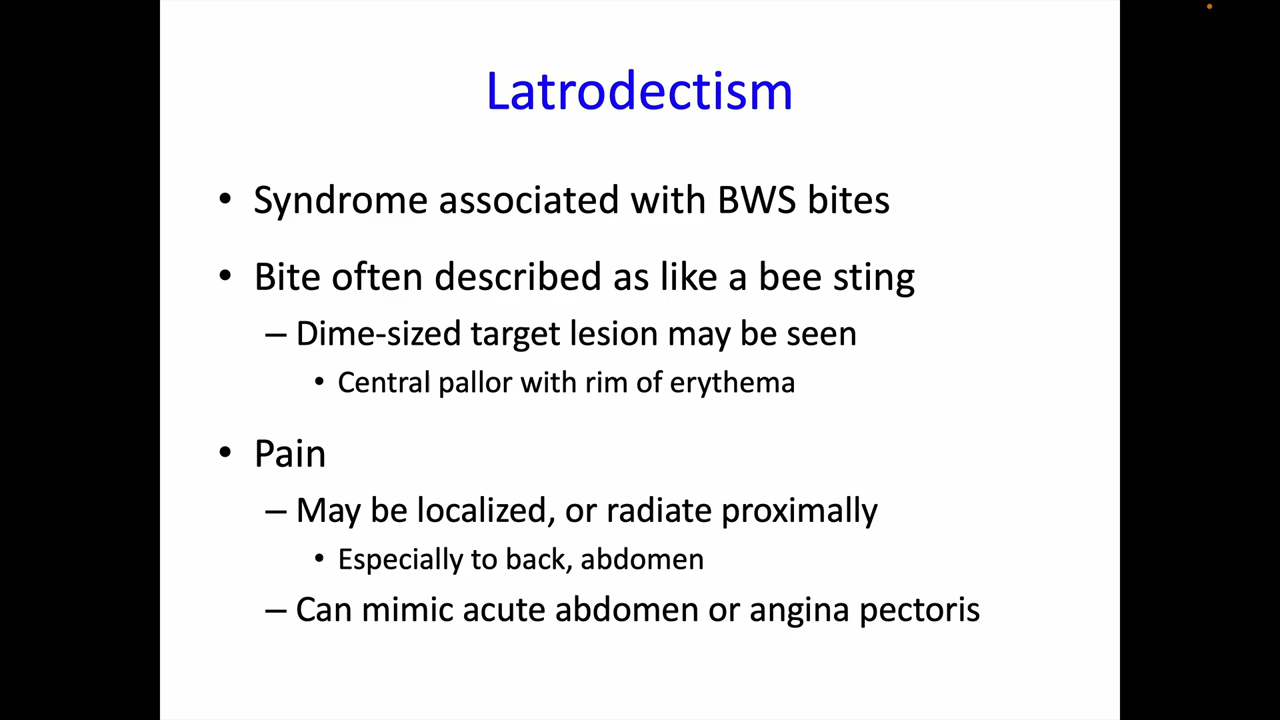 Latrodectism
• Syndrome associated with BWS bites
• Bite often described as like a bee sting
– Dime-sized target lesion may be seen
• Central pallor with rim of erythema
• Pain
– May be localized, or radiate proximally
• Especially to back, abdomen
– Can mimic acute abdomen or angina pectoris